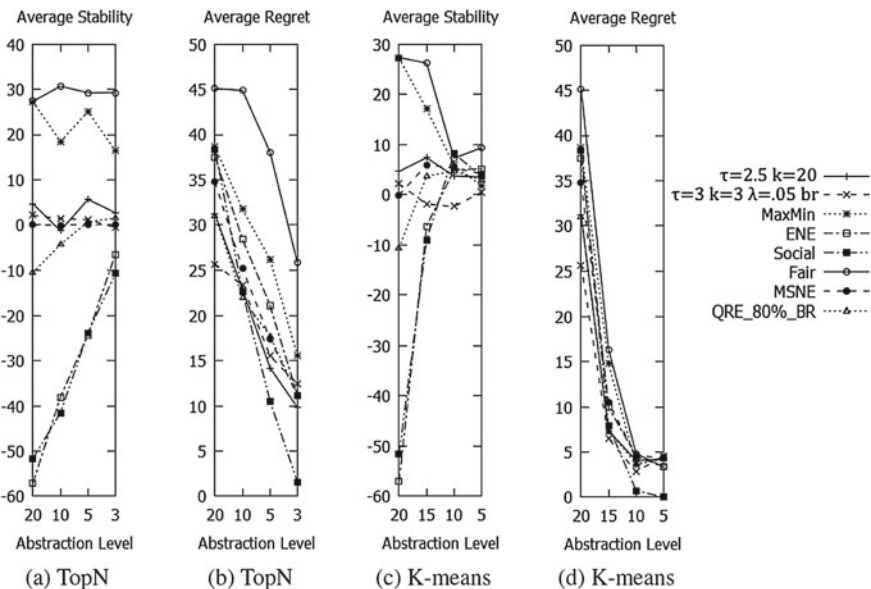 Average Stability
40
30
20
10
0
-10
-20
-30
-40
-50
-60
20 10 5 3
Abstraction Level
(a) TopN
Average Regret
50
45
40
35
30
25
20
15
10
5
0
20 10 5 3
Abstraction Level
(b) TopN
Average Stability
30
20
10
0
-10
-20
-30
-40
-50
-60
20 15 10 5
Abstraction Level
(c) K-means
Average Regret
50
45
40
35
30
25
20
15
10
5
0
20 15 10 5
Abstraction Level
(d) K-means
τ=2.5 k=20
τ=3 k=3 λ=.05 br
MaxMin
ENE
Social
Fair
MSNE
QRE_80%_BR